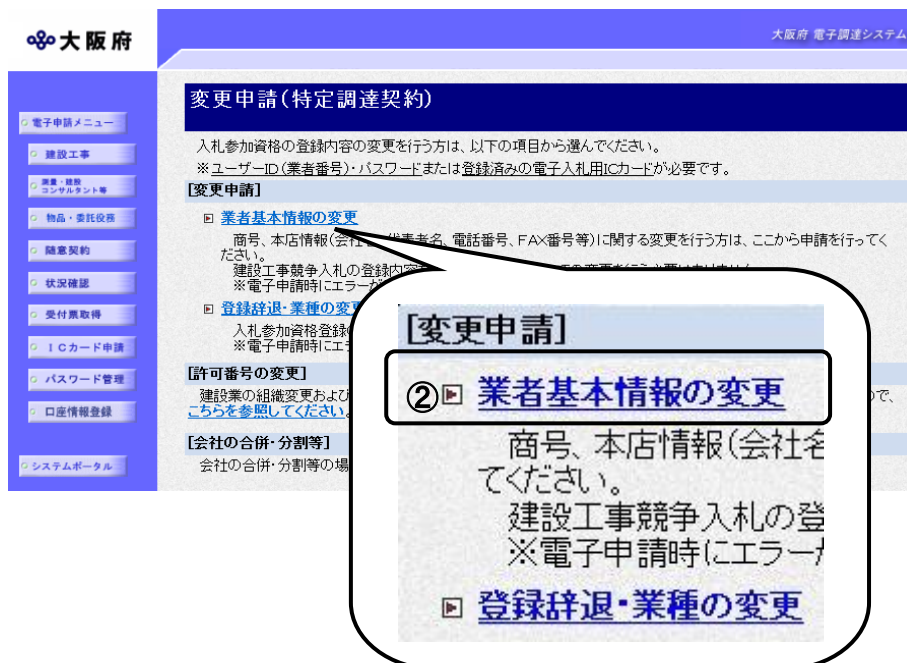 大阪府
大阪府 電子調達システム
電子申請メニュー
建設工事
測量・建設
コンサルタント等
物品・委託役務
随意契約
状況確認
受付票取得
ICカード申請
パスワード管理
口座情報登録
システムポータル
変更申請(特定調達契約)
入札参加資格の登録内容の変更を行う方は、以下の項目から選んでください。
※ユーザーID(業者番号)・パスワードまたは登録済みの電子入札用ICカードが必要です。
[変更申請]
業者基本情報の変更
商号、本店情報(会社名、代表者名、電話番号、FAX番号等)に関する変更を行う方は、ここから申請を行ってく
ださい。
建設工事競争入札の登録内容
※電子申請時にエラーが
登録辞退・業種の変更
入札参加資格登録
※電子申請時にエラ
[許可番号の変更]
建設業の組織変更および
ので、
こちらを参照してください。
[会社の合併・分割等]
会社の合併・分割等の場
[変更申請]
②業者基本情報の変更
商号、本店情報(会社名
てください。
建設工事競争入札の登
※電子申請時にエラーが
登録辞退・業種の変更